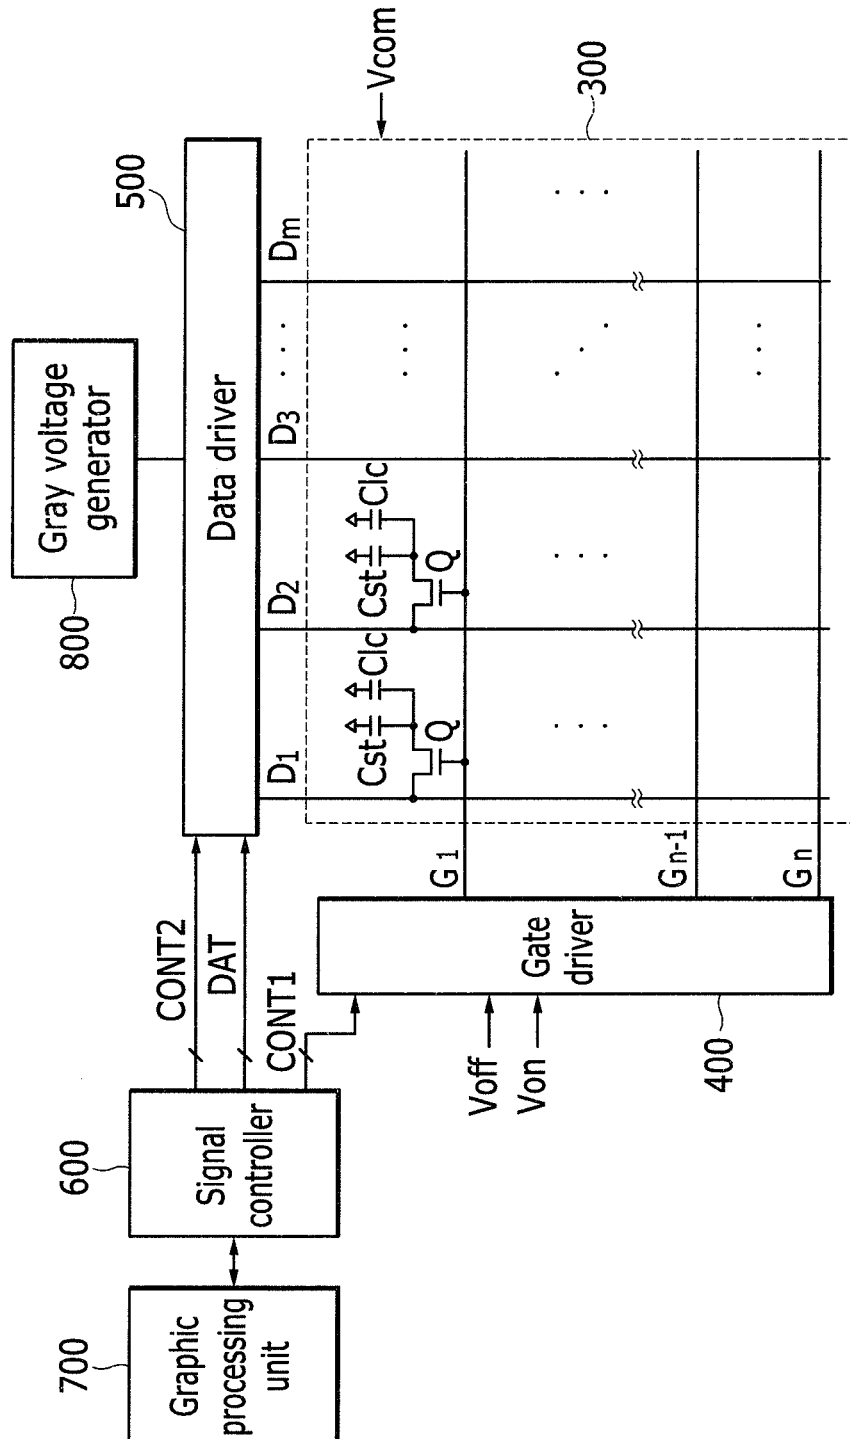 800
Gray voltage
generator
500
Data driver
Vcom
300
D1
D2
D3
Dm
Cst
Clc
Q
Cst
Clc
Q
CONT2
DAT
CONT1
600
Signal
controller
700
Graphic
processing
unit
Gate
driver
400
Voff
Von
G1
Gn-1
Gn